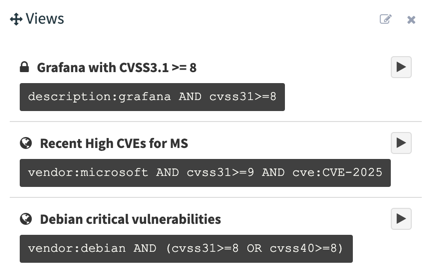 Views
Grafana with CVSS3.1 >= 8
description:grafana AND cvss31>=8
Recent High CVEs for MS
vendor:microsoft AND cvss31>=9 AND cve:CVE-2025
Debian critical vulnerabilities
vendor:debian AND (cvss31>=8 OR cvss40>=8)